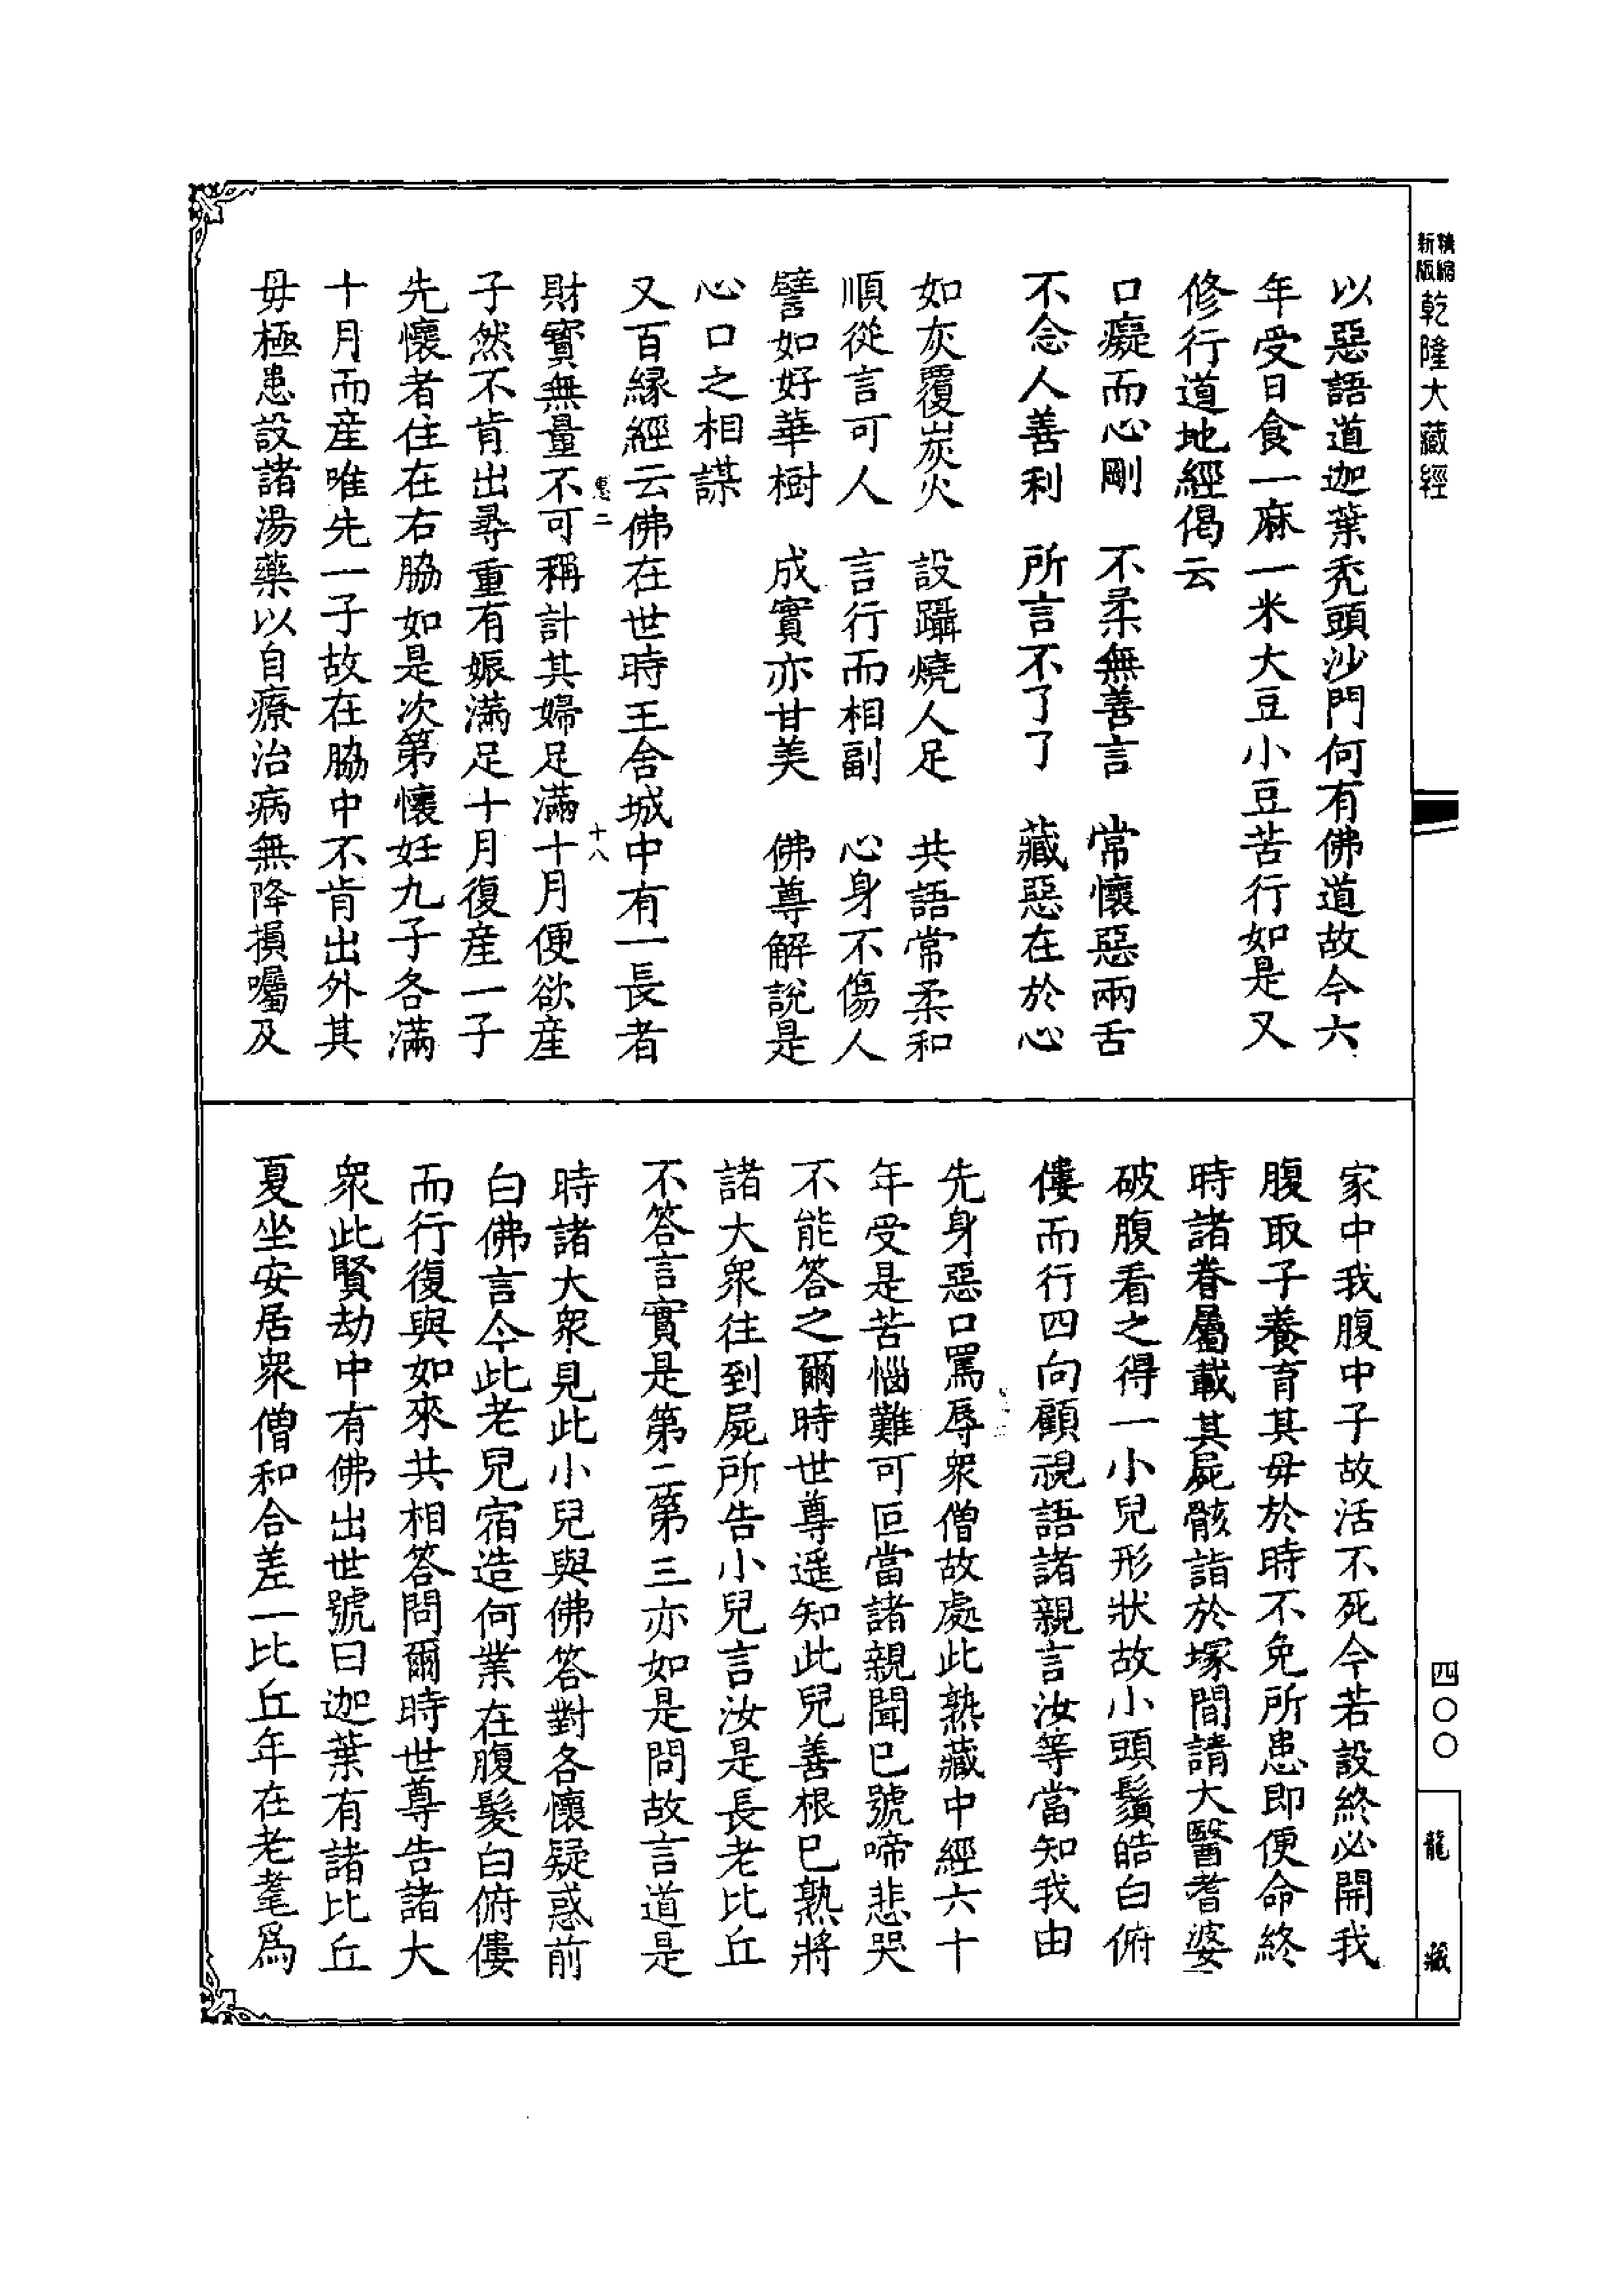 精縮
新版
乾隆大藏經
以惡語道迦葉禿頭沙門何有佛道故今六
年受日食一麻一米大豆小豆苦行如是又
修行道地經偈云
口癡而心剛　不柔無善言　常懷惡兩舌
不念人善利　所言不了了　藏惡在於心
如灰覆炭火　設躡燒人足　共語常柔和
順從言可人　言行而相副　心身不傷人
譬如好華樹　成實亦甘美　佛尊解說是
心口之相謀
又百緣經云佛在世時王舍城中有一長者
二　十八
財寶無量不可稱計其婦足滿十月便欲産
子然不肯出尋重有娠滿足十月復産一子
先懷者住在右脇如是次第懷妊九子各滿
十月而産唯先一子故在脇中不肯出外其
母極患設諸湯藥以自療治病無降損囑及
家中我腹中子故活不死今若設終必開我
腹取子養育其母於時不免所患即便命終
時諸眷屬載其屍骸詣於塚間請大醫耆婆
破腹看之得一小兒形狀故小頭鬚皓白俯
僂而行四向顧視語諸親言汝等當知我由
先身惡口罵辱衆僧故處此熟藏中經六十
年受是苦惱難可叵當諸親聞已號啼悲哭
不能答之爾時世尊遥知此兒善根已熟將
諸大衆往到屍所告小兒言汝是長老比丘
不答言實是第二第三亦如是問故言道是
時諸大衆見此小兒與佛答對各懷疑惑前
白佛言今此老兒宿造何業在腹髮白俯僂
而行復與如來共相答問爾時世尊告諸大
衆此賢劫中有佛出世號曰迦葉有諸比丘
夏坐安居衆僧和合差一比丘年在老耄爲
四〇〇
龍藏